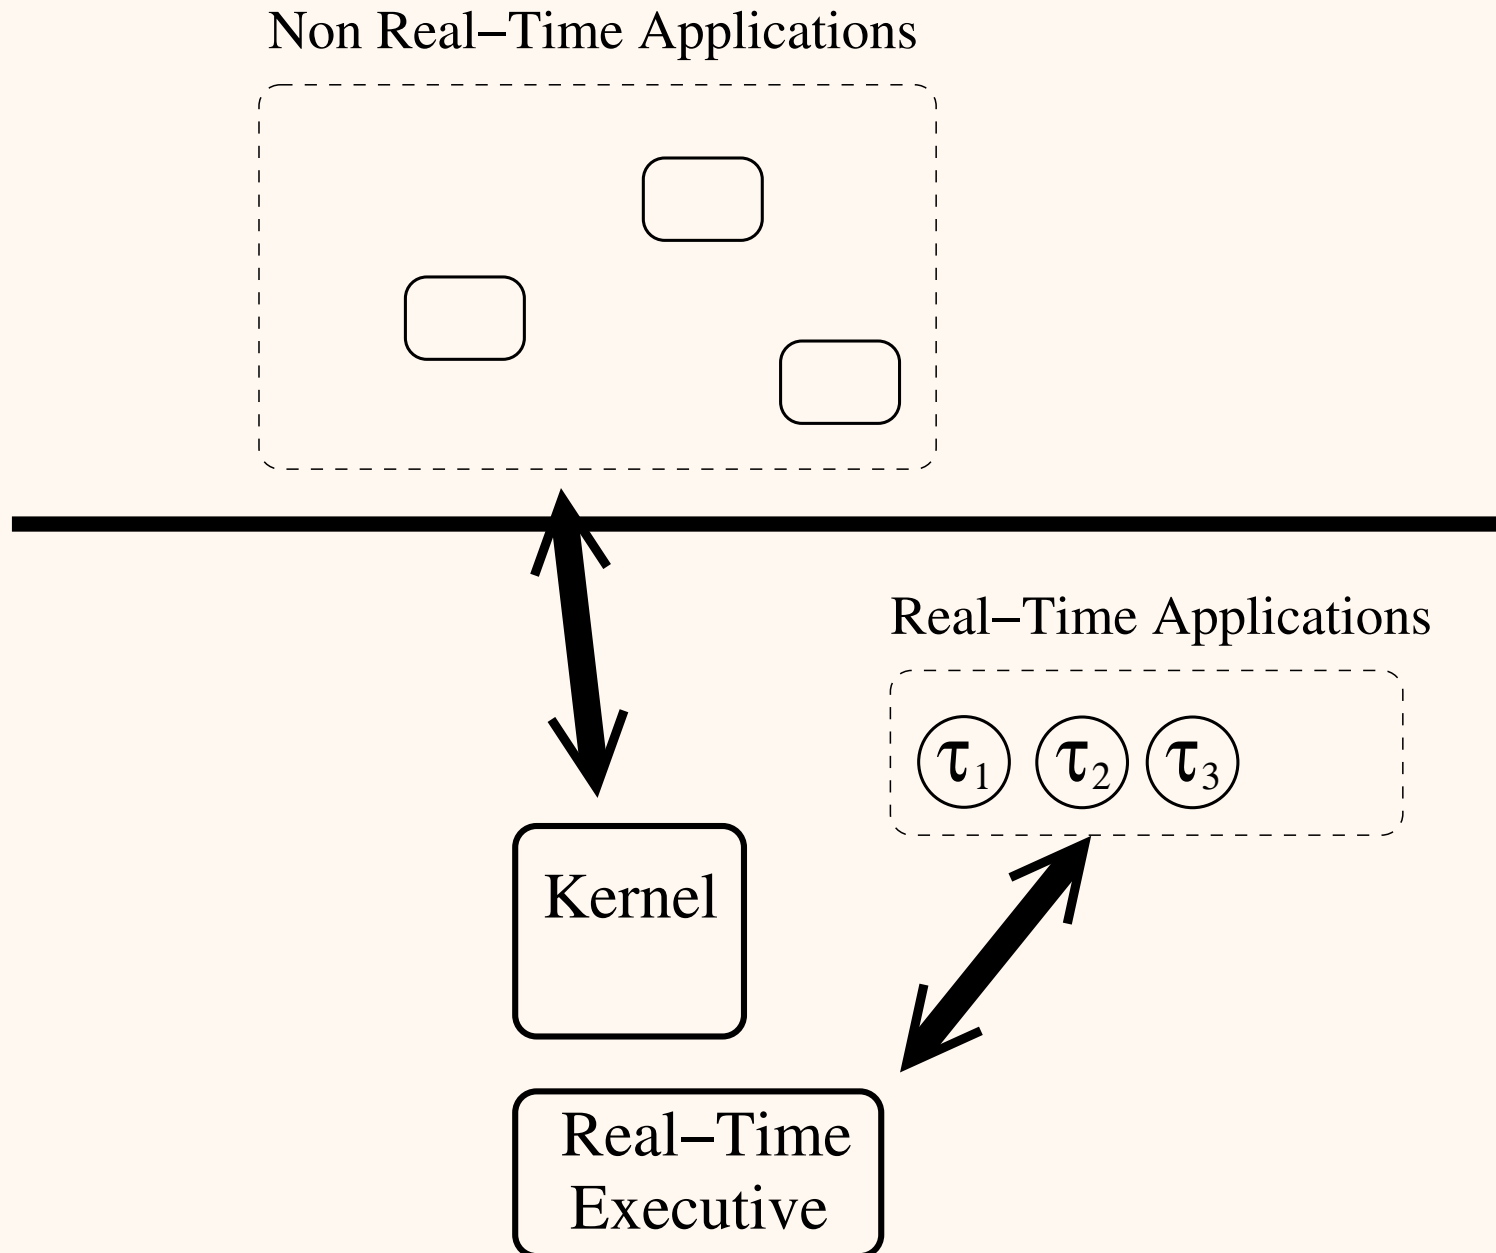 Non Real−Time Applications
Real−Time Applications
τ1 τ2 τ3
Kernel
Real−Time
Executive